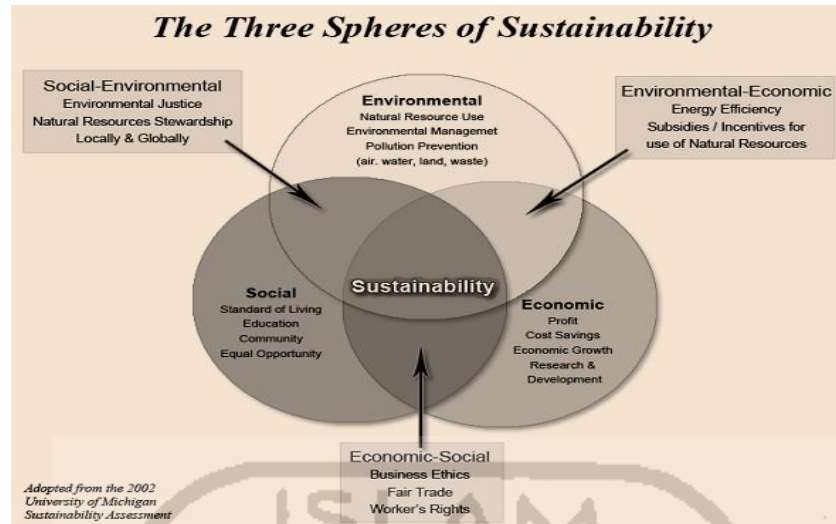 The Three Spheres of Sustainability
Social-Environmental
Environmental Justice
Natural Resources Stewardship
Locally & Globally
Environmental
Natural Resource Use
Environmental Managemet
Pollution Prevention
(air. water, land, waste)
Environmental-Economic
Energy Efficiency
Subsidies / Incentives for
use of Natural Resources
Sustainability
Social
Standard of Living
Education
Community
Equal Opportunity
Economic
Profit
Cost Savings
Economic Growth
Research &
Development
Economic-Social
Business Ethics
Fair Trade
Worker's Rights
Adopted from the 2002
University of Michigan
Sustainability Assessment
ISLAM